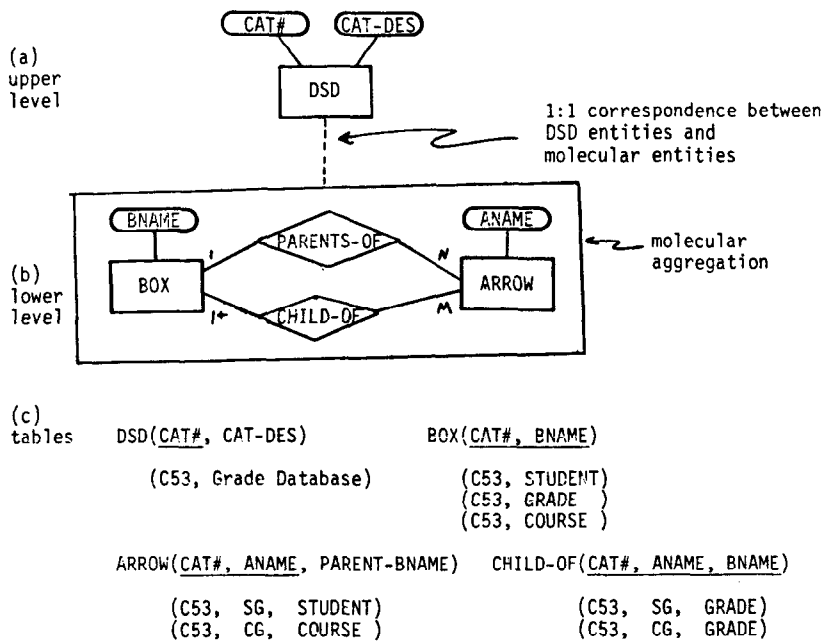 (a)
upper
level
CAT#
CAT-DES
DSD
1:1 correspondence between
DSD entities and
molecular entities
BNAME
ANAME
1
PARENTS-OF
N
molecular
aggregation
(b)
lower
level
BOX
ARROW
1+
CHILD-OF
M
(c)
tables
DSD(CAT#, CAT-DES)
BOX(CAT#, BNAME)
(C53, Grade Database)
(C53, STUDENT)
(C53, GRADE )
(C53, COURSE )
ARROW(CAT#, ANAME, PARENT-BNAME)
CHILD-OF(CAT#, ANAME, BNAME)
(C53, SG, STUDENT)
(C53, SG, GRADE)
(C53, CG, COURSE )
(C53, CG, GRADE)